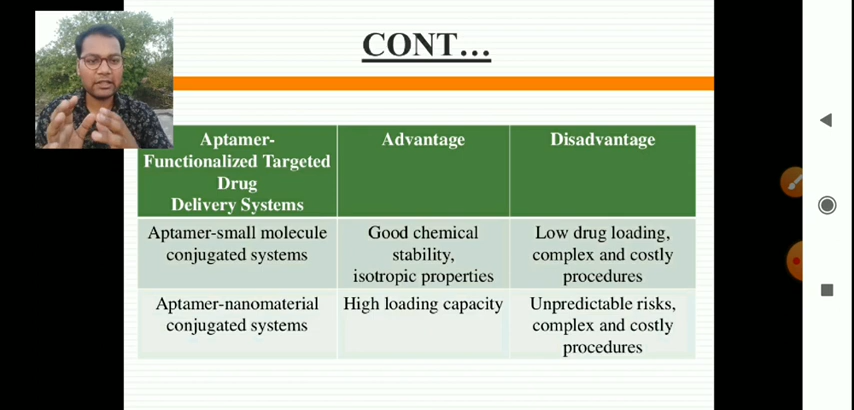 CONT...
Aptamer-
Functionalized Targeted
Drug
Delivery Systems
Advantage
Disadvantage
Aptamer-small molecule
conjugated systems
Good chemical
stability,
isotropic properties
Low drug loading,
complex and costly
procedures
Aptamer-nanomaterial
conjugated systems
High loading capacity
Unpredictable risks,
complex and costly
procedures